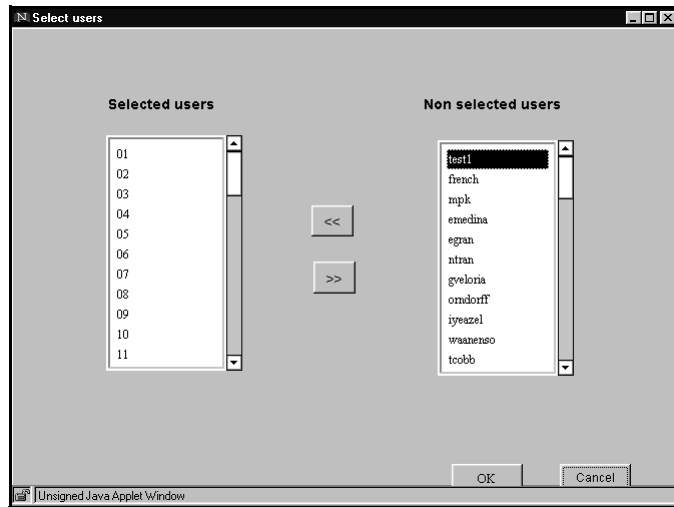 Select users
Selected users
Non selected users
01
02
03
04
05
06
07
08
09
10
11
<<
>>
test1
french
mpk
emedina
egran
ntran
gveloria
orndorff
iyeazel
waanenso
tcobb
OK
Cancel
Unsigned Java Applet Window